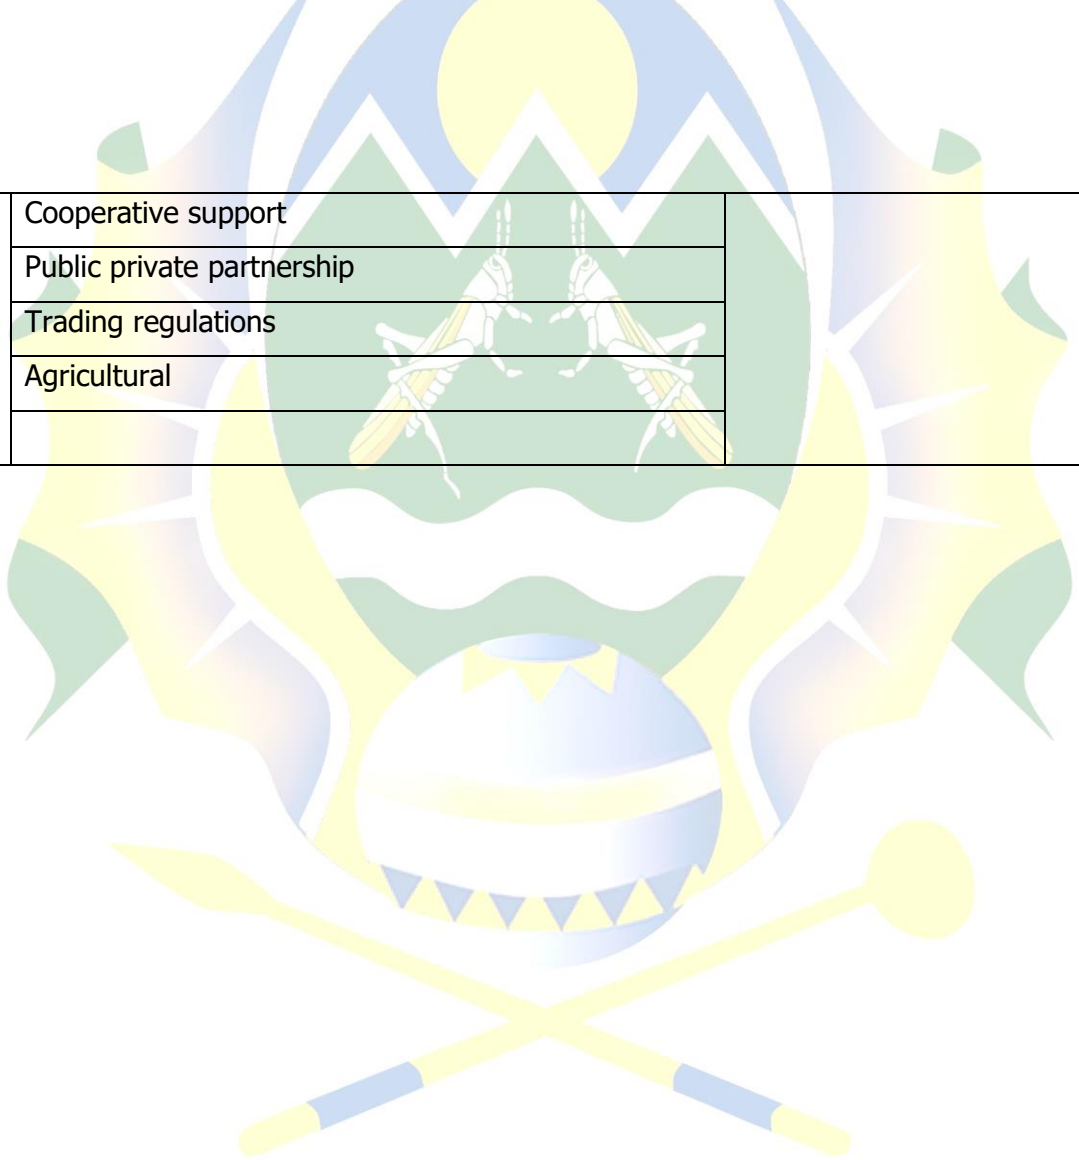 Cooperative support
Public private partnership
Trading regulations
Agricultural